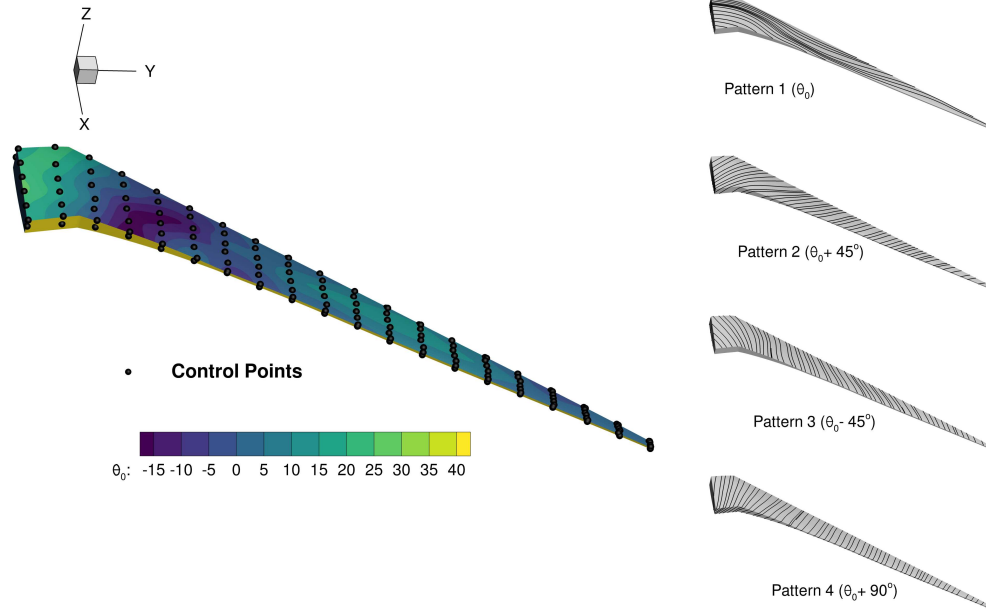 Z
Y
X
Control Points
θ₀: -15 -10 -5 0 5 10 15 20 25 30 35 40
Pattern 1 (θ₀)
Pattern 2 (θ₀+ 45°)
Pattern 3 (θ₀- 45°)
Pattern 4 (θ₀+ 90°)